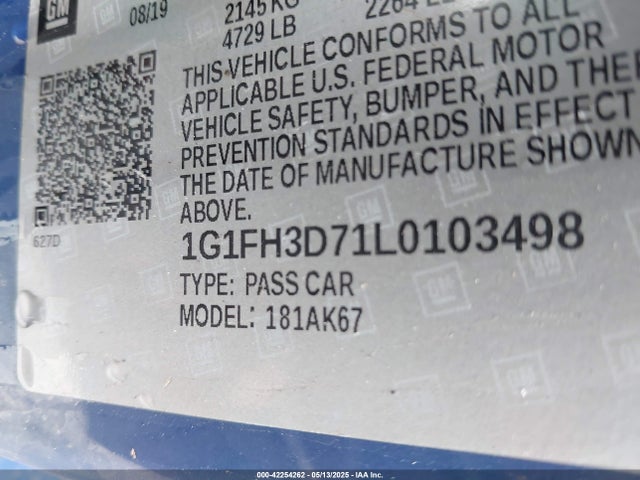 GM
08/19
2145 KG
4729 LB
THIS VEHICLE CONFORMS TO ALL
APPLICABLE U.S. FEDERAL MOTOR
VEHICLE SAFETY, BUMPER, AND
PREVENTION STANDARDS IN EFFECT
THE DATE OF MANUFACTURE SHOWN
ABOVE.
627D
1G1FH3D71L0103498
TYPE: PASS CAR
MODEL: 181AK67
000-42254262 - 05/13/2025 - IAA Inc.